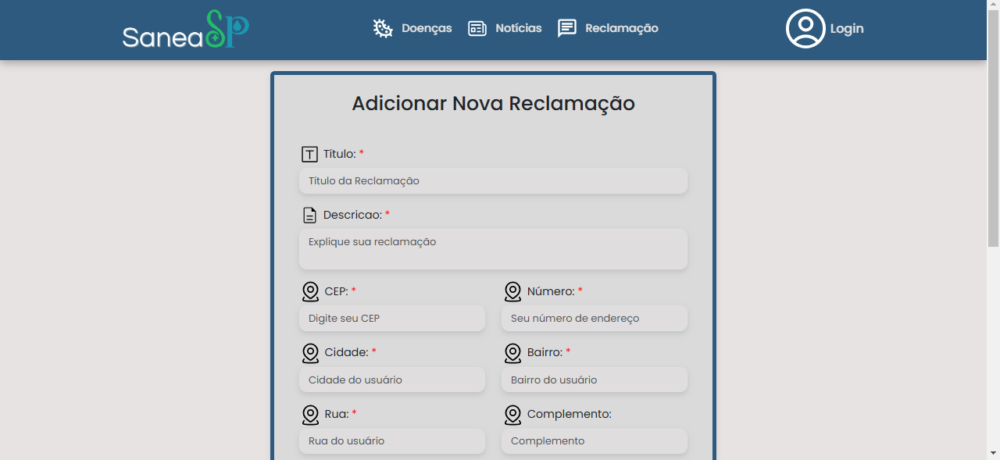 SaneaSP
Doenças
Notícias
Reclamação
Login
Adicionar Nova Reclamação
T Título: *
Título da Reclamação
Descricao: *
Explique sua reclamação
CEP: *
Número: *
Digite seu CEP
Seu número de endereço
Cidade: *
Bairro: *
Cidade do usuário
Bairro do usuário
Rua: *
Complemento:
Rua do usuário
Complemento